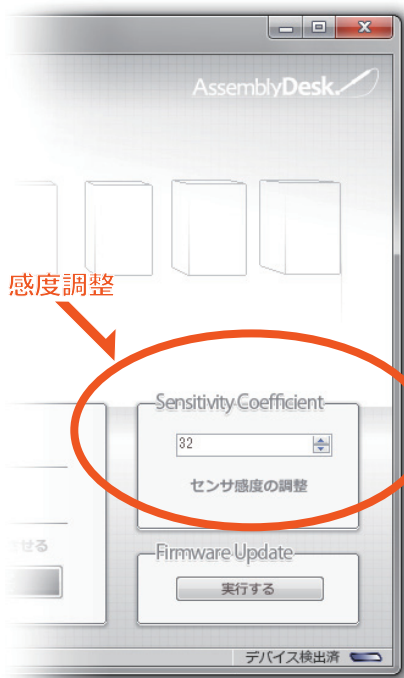 AssemblyDesk.
感度調整
Sensitivity Coefficient
32
センサ感度の調整
せる
Firmware Update
実行する
デバイス検出済